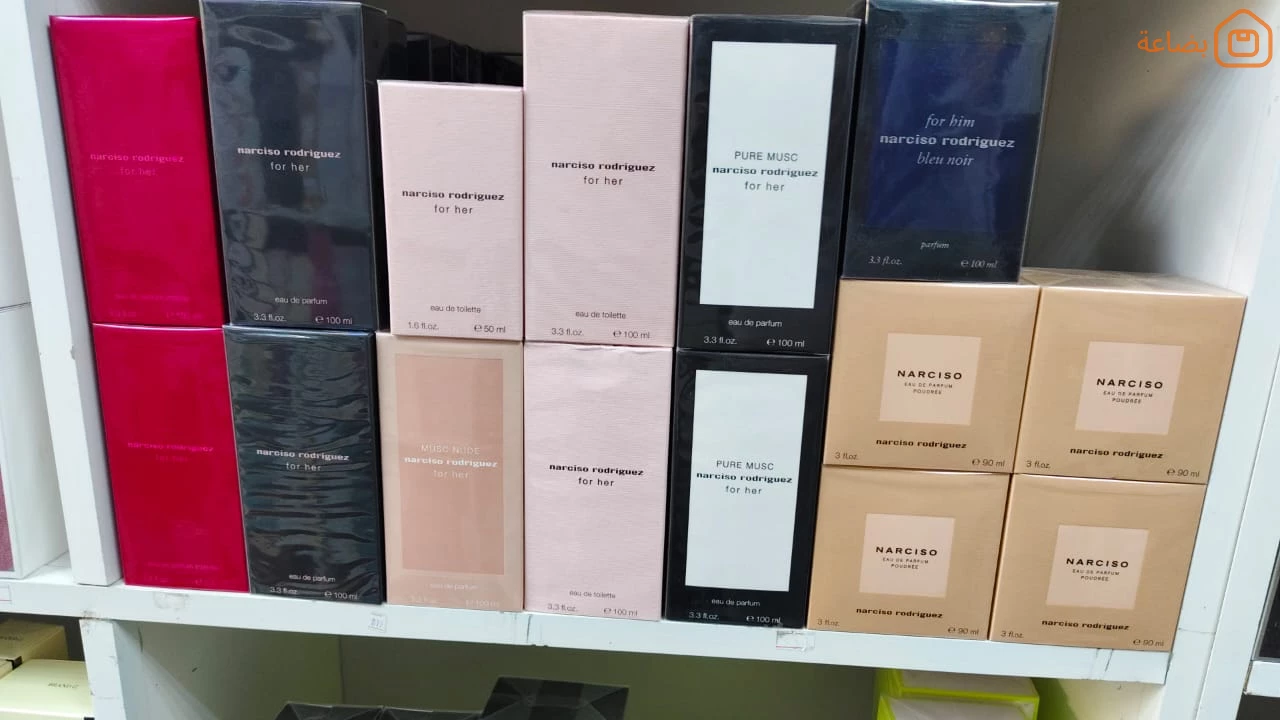 بضاعة
narciso rodriguez
for her
narciso rodriguez
for her
eau de parfum
3.3 fl.oz. ℮ 100 ml
narciso rodriguez
for her
eau de toilette
1.6 fl.oz. ℮ 50 ml
narciso rodriguez
for her
eau de toilette
3.3 fl.oz. ℮ 100 ml
PURE MUSC
narciso rodriguez
for her
eau de parfum
3.3 fl.oz. ℮ 100 ml
for him
narciso rodriguez
bleu noir
parfum
3.3 fl.oz. ℮ 100 ml
narciso rodriguez
for her
narciso rodriguez
for her
eau de parfum
3.3 fl.oz. ℮ 100 ml
MUSC NUDE
narciso rodriguez
for her
eau de parfum
3.3 fl.oz. ℮ 100 ml
narciso rodriguez
for her
eau de toilette
3.3 fl.oz. ℮ 100 ml
PURE MUSC
narciso rodriguez
for her
eau de parfum
3.3 fl.oz. ℮ 100 ml
NARCISO
EAU DE PARFUM
POUDRÉE
narciso rodriguez
3 fl.oz. ℮ 90 ml
NARCISO
EAU DE PARFUM
POUDRÉE
narciso rodriguez
3 fl.oz. ℮ 90 ml
NARCISO
EAU DE PARFUM
POUDRÉE
narciso rodriguez
3 fl.oz. ℮ 90 ml
NARCISO
EAU DE PARFUM
POUDRÉE
narciso rodriguez
3 fl.oz. ℮ 90 ml